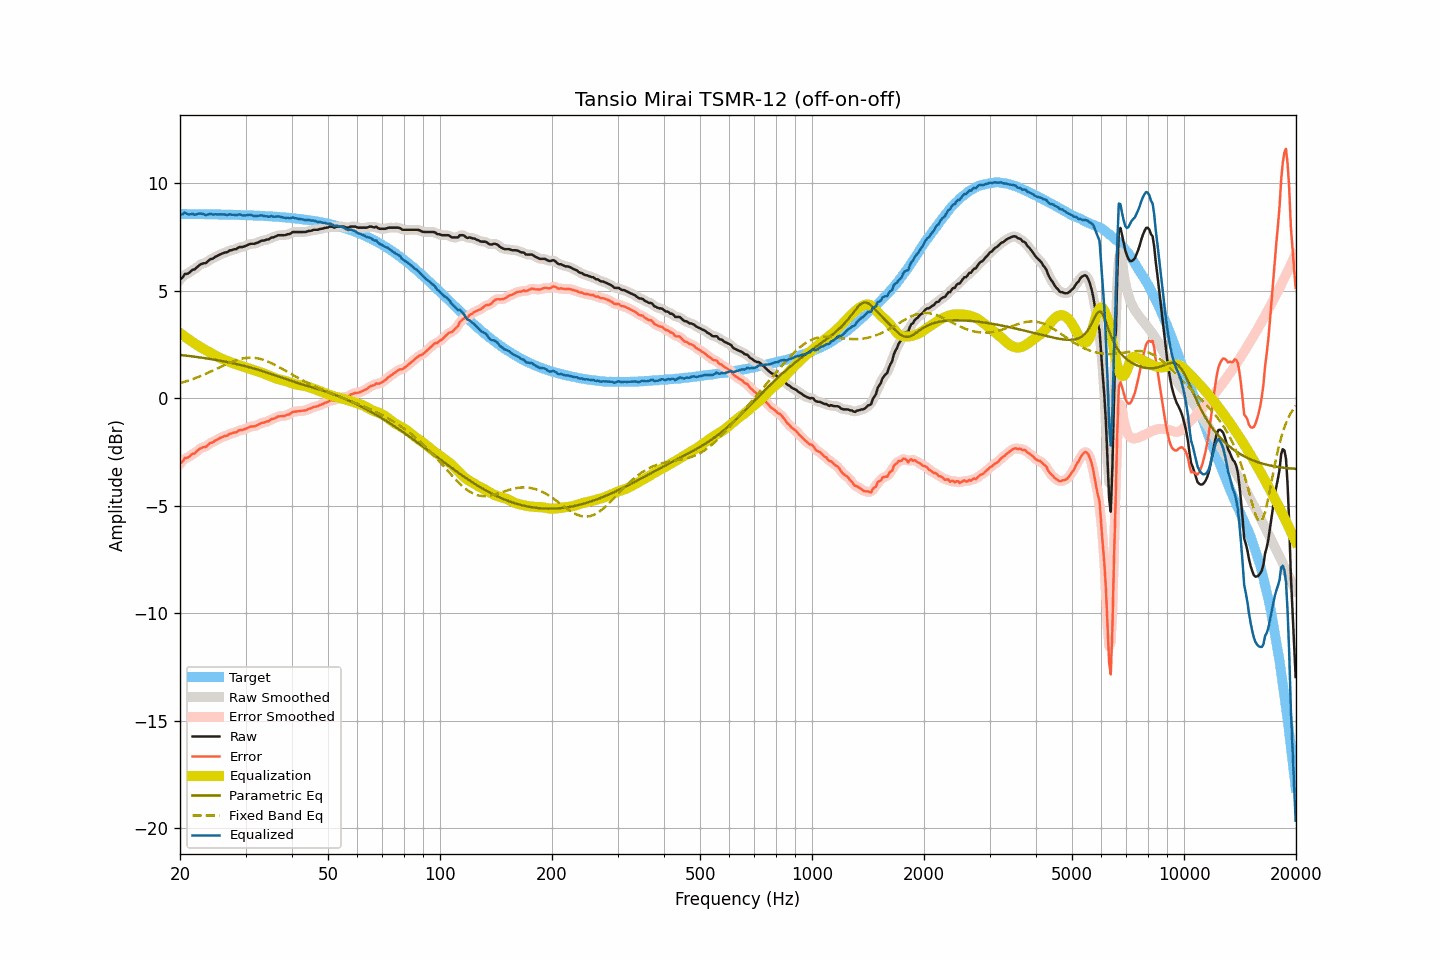 Tansio Mirai TSMR-12 (off-on-off)
10
5
0
−5
−10
−15
−20
Amplitude (dBr)
Target
Raw Smoothed
Error Smoothed
Raw
Error
Equalization
Parametric Eq
Fixed Band Eq
Equalized
20 50 100 200 500 1000 2000 5000 10000 20000
Frequency (Hz)